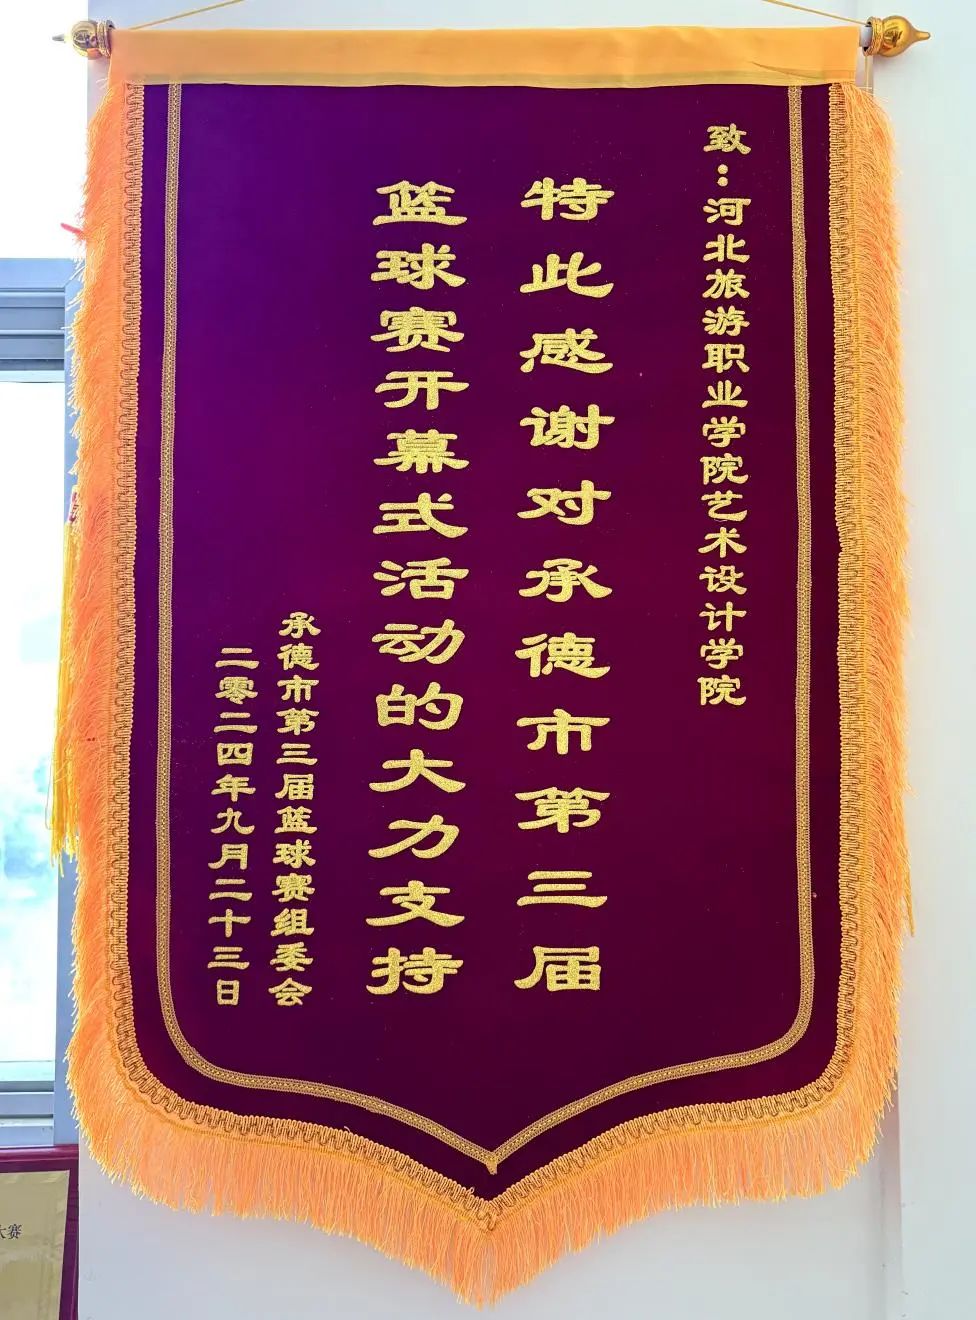 致：河北旅游职业学院艺术设计学院
特此感谢对承德市第三届
篮球赛开幕式活动的大力支持
承德市第三届篮球赛组委会
二零二四年九月二十三日
大赛